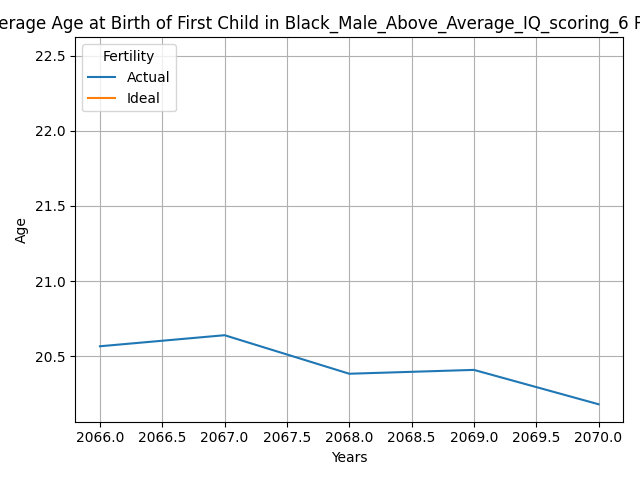 Age at Birth of First Child in Black_Male_Above_Average_IQ_scoring_6
Fertility
Actual
Ideal
22.5
22.0
21.5
21.0
20.5
Age
2066.0 2066.5 2067.0 2067.5 2068.0 2068.5 2069.0 2069.5 2070.0
Years